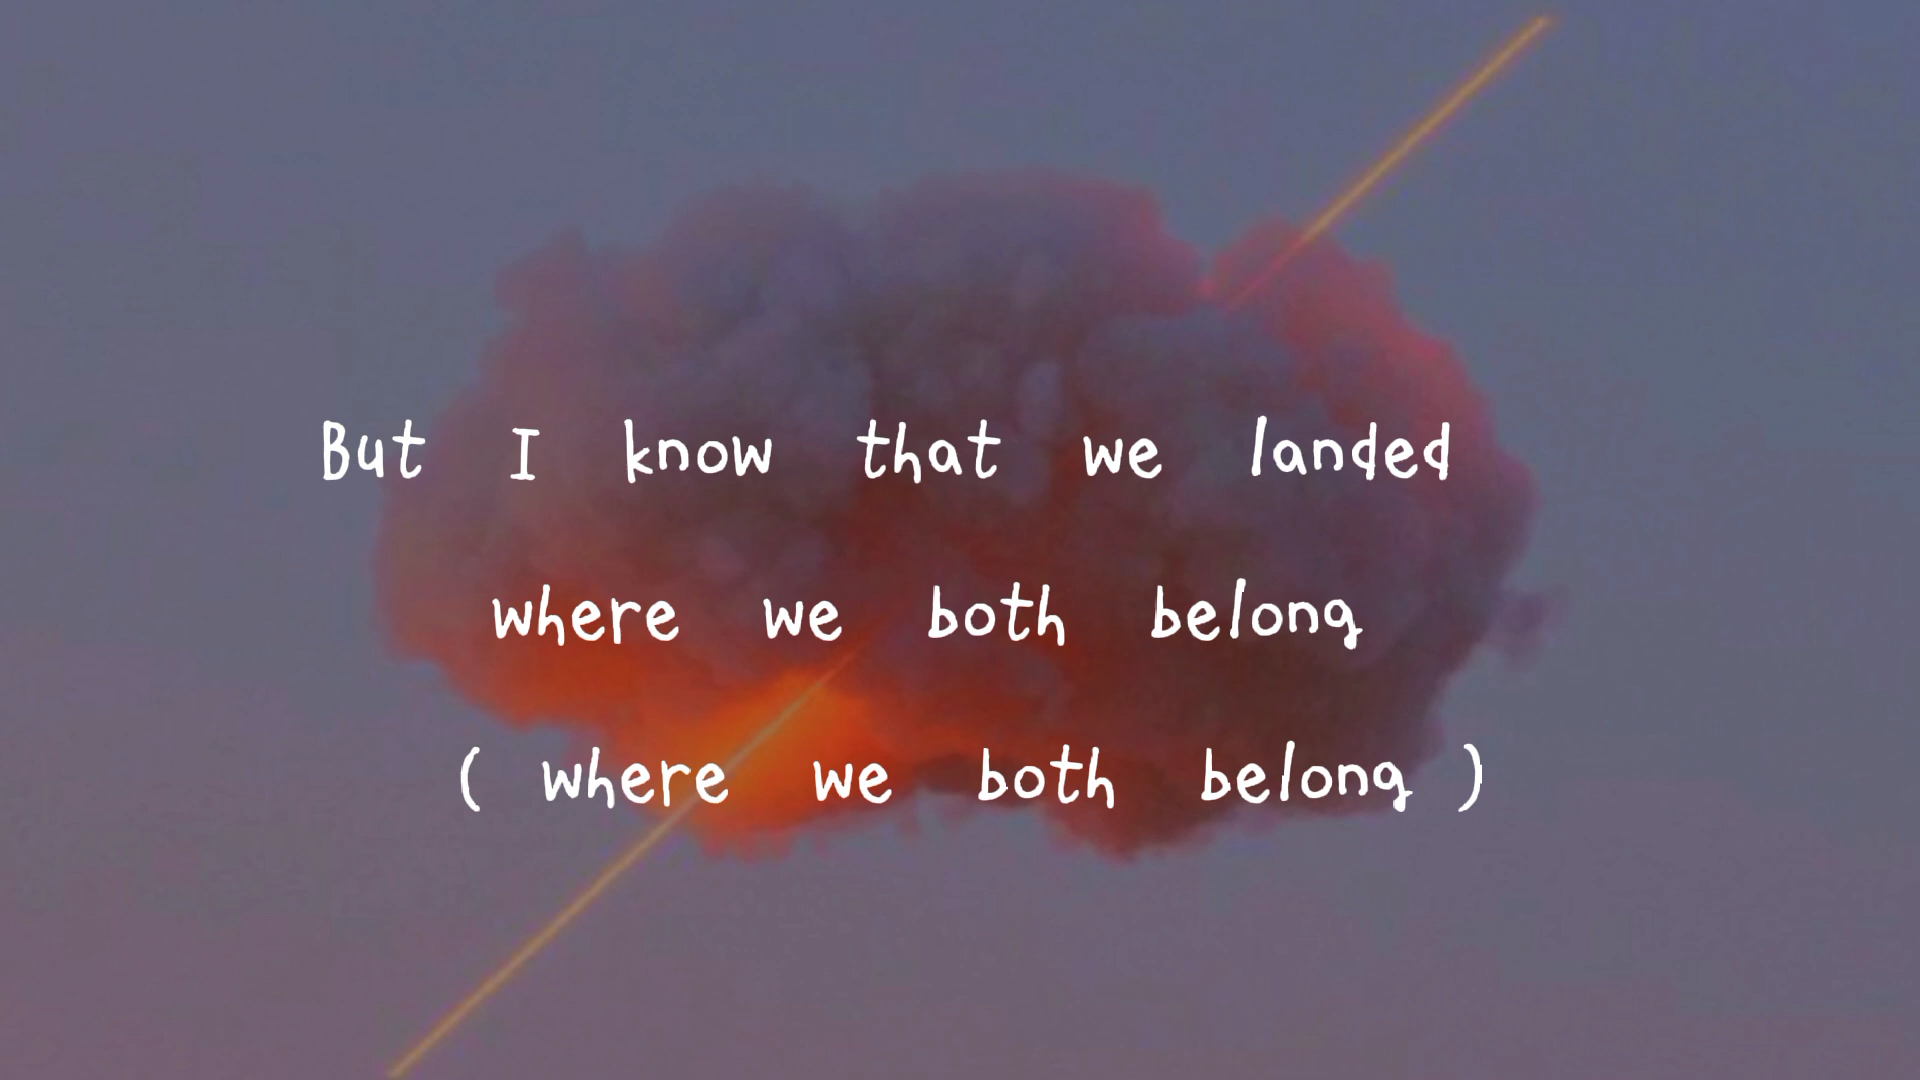 But I know that we landed
where we both belong
( where we both belong )